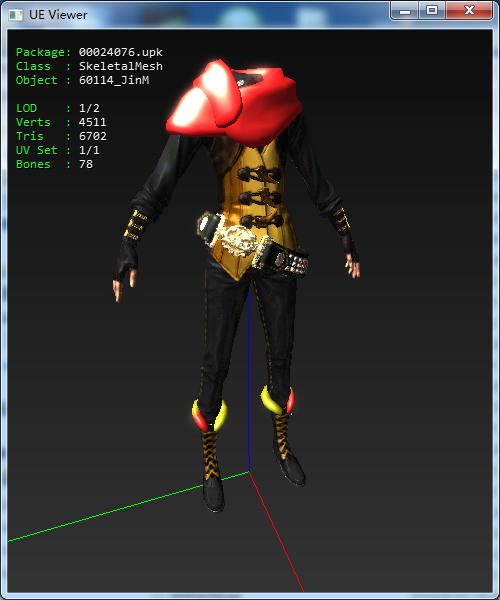 UE Viewer
Package: 00024076.upk
Class  : SkeletalMesh
Object : 60114_JinM
LOD    : 1/2
Verts  : 4511
Tris   : 6702
UV Set : 1/1
Bones  : 78